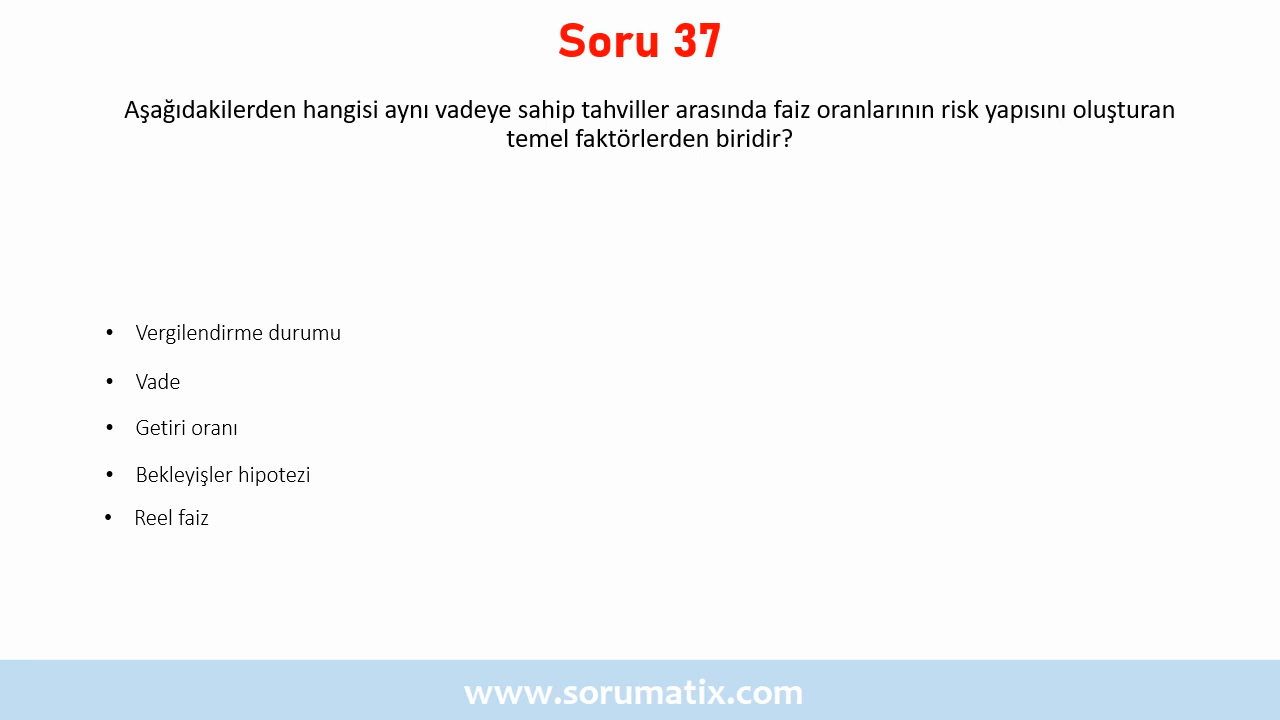 Soru 37
Aşağıdakilerden hangisi aynı vadeye sahip tahviller arasında faiz oranlarının risk yapısını oluşturan
temel faktörlerden biridir?
• Vergilendirme durumu
• Vade
• Getiri oranı
• Bekleyişler hipotezi
• Reel faiz
www.sorumatix.com